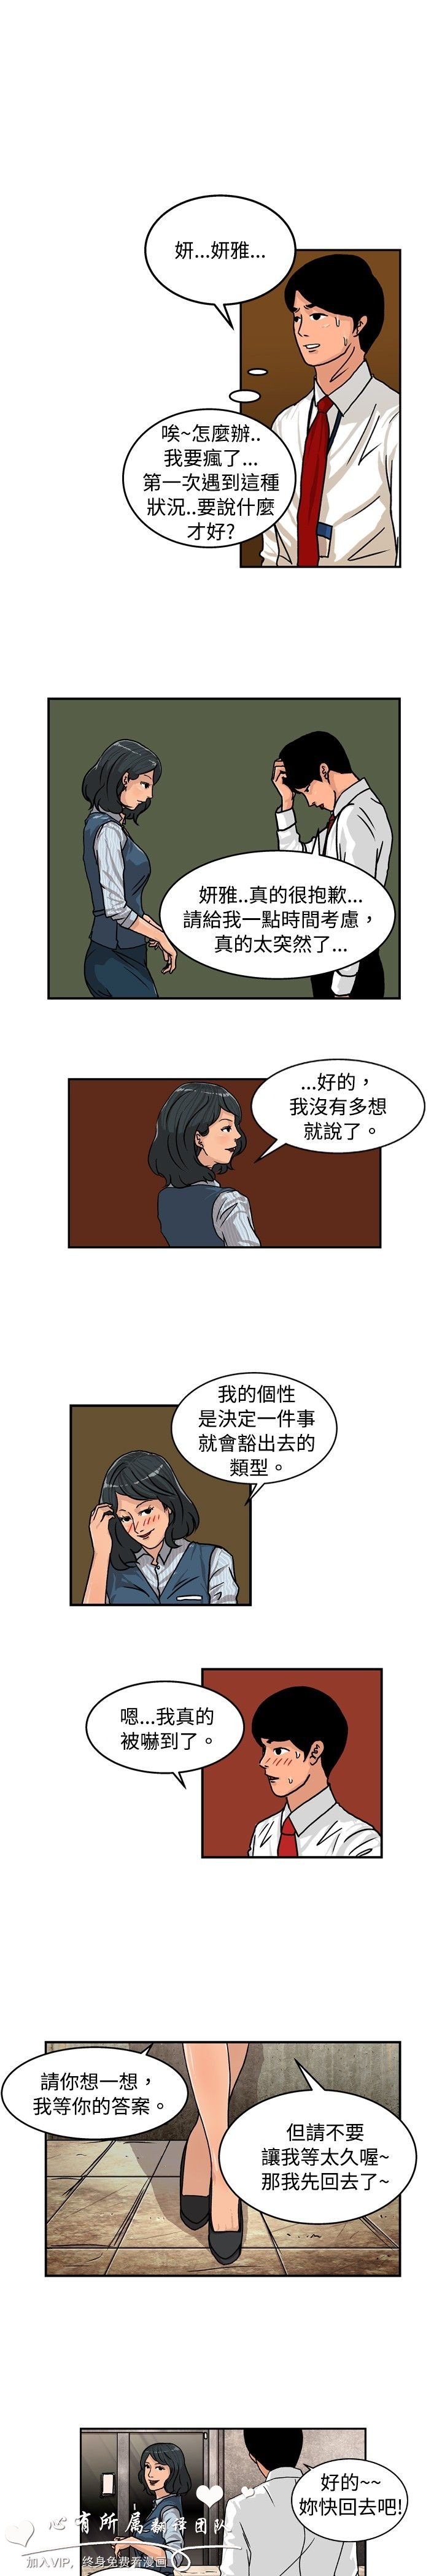 妍...妍雅...
唉~怎麼辦..
我要瘋了...
第一次遇到這種
狀況..要說什麼
才好?
妍雅..真的很抱歉...
請給我一點時間考慮，
真的太突然了...
...好的，
我沒有多想
就說了。
我的個性
是決定一件事
就會豁出去的
類型。
嗯...我真的
被嚇到了。
請你想一想，
我等你的答案。
但請不要
讓我等太久喔~
那我先回去了~
好的~~
妳快回去吧!
心有所属翻译团队
加入VIP，终身免费看漫画